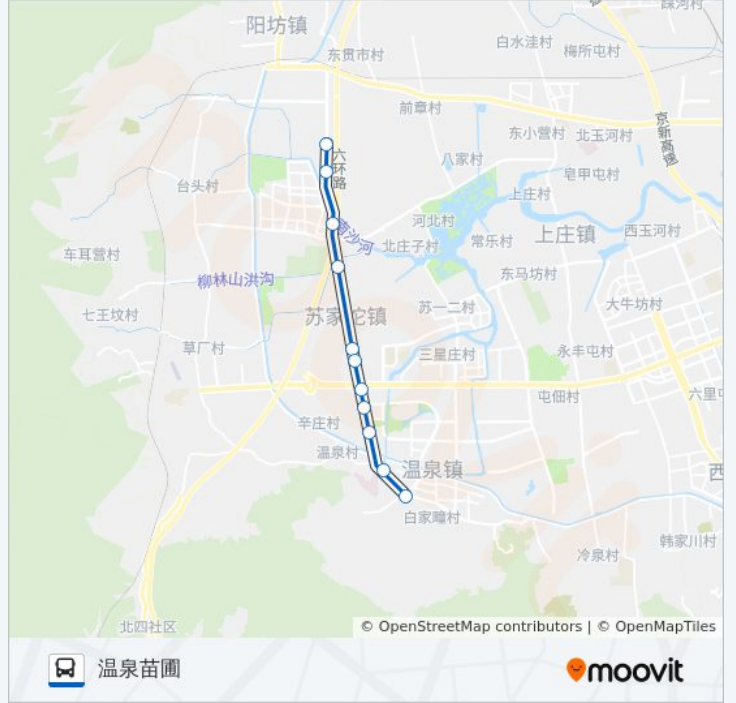 踩河村
阳坊镇
东贯市村
白水洼村
梅所屯村
前章村
京新高速
东小营村
北玉河村
六环路
八家村
皂甲屯村
台头村
上庄村
河北村
南沙河
北庄子村
常乐村
上庄镇
西玉河村
车耳营村
柳林山洪沟
东马坊村
苏一二村
大牛坊村
七王坟村
苏家坨镇
草厂村
三星庄村
永丰屯村
屯佃村
六里屯
辛庄村
温泉村
温泉镇
西
白家疃村
韩家川村
冷泉村
北四社区
© OpenStreetMap contributors | © OpenMapTiles
温泉苗圃
moovit